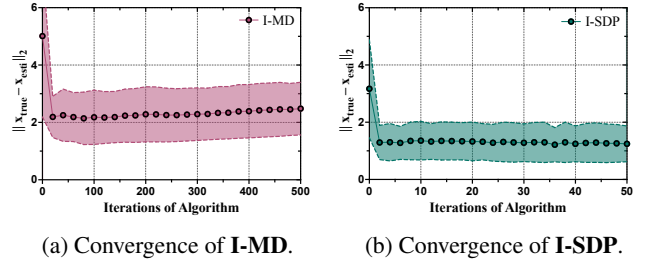 6
4
2
0
0
100
200
300
400
500
|| x_true − x_esti ||_2
Iterations of Algorithm
I-MD
6
4
2
0
0
10
20
30
40
50
|| x_true − x_esti ||_2
Iterations of Algorithm
I-SDP
(a) Convergence of I-MD.
(b) Convergence of I-SDP.